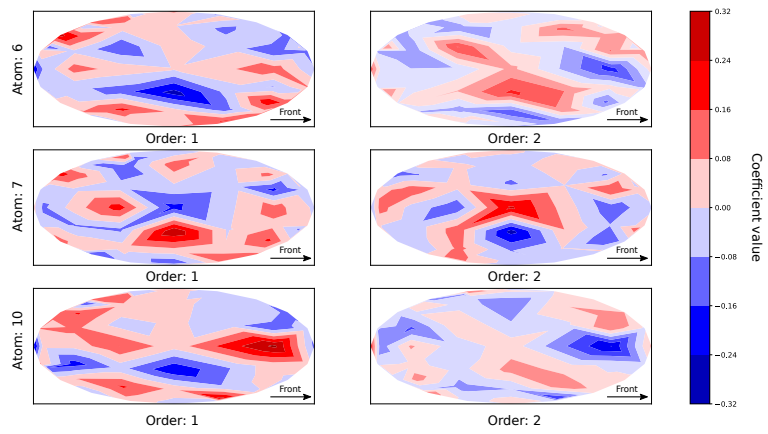 Atom: 6
Front
Order: 1
Front
Order: 2
Atom: 7
Front
Order: 1
Front
Order: 2
Atom: 10
Front
Order: 1
Front
Order: 2
0.32
0.24
0.16
0.08
0.00
−0.08
−0.16
−0.24
−0.32
Coefficient value